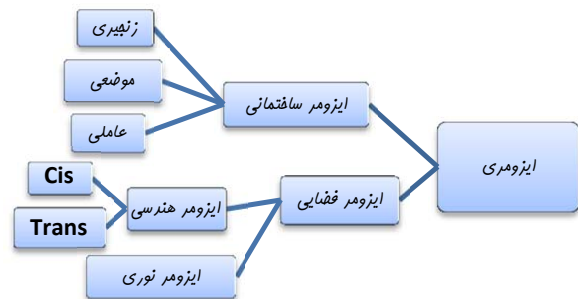 ایزومری
ایزومر ساختمانی
زنجیری
موضعی
عاملی
ایزومر فضایی
ایزومر هندسی
Cis
Trans
ایزومر نوری